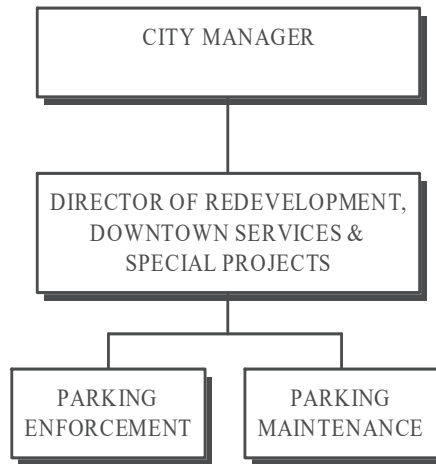 CITY MANAGER
DIRECTOR OF REDEVELOPMENT,
DOWNTOWN SERVICES &
SPECIAL PROJECTS
PARKING
ENFORCEMENT
PARKING
MAINTENANCE